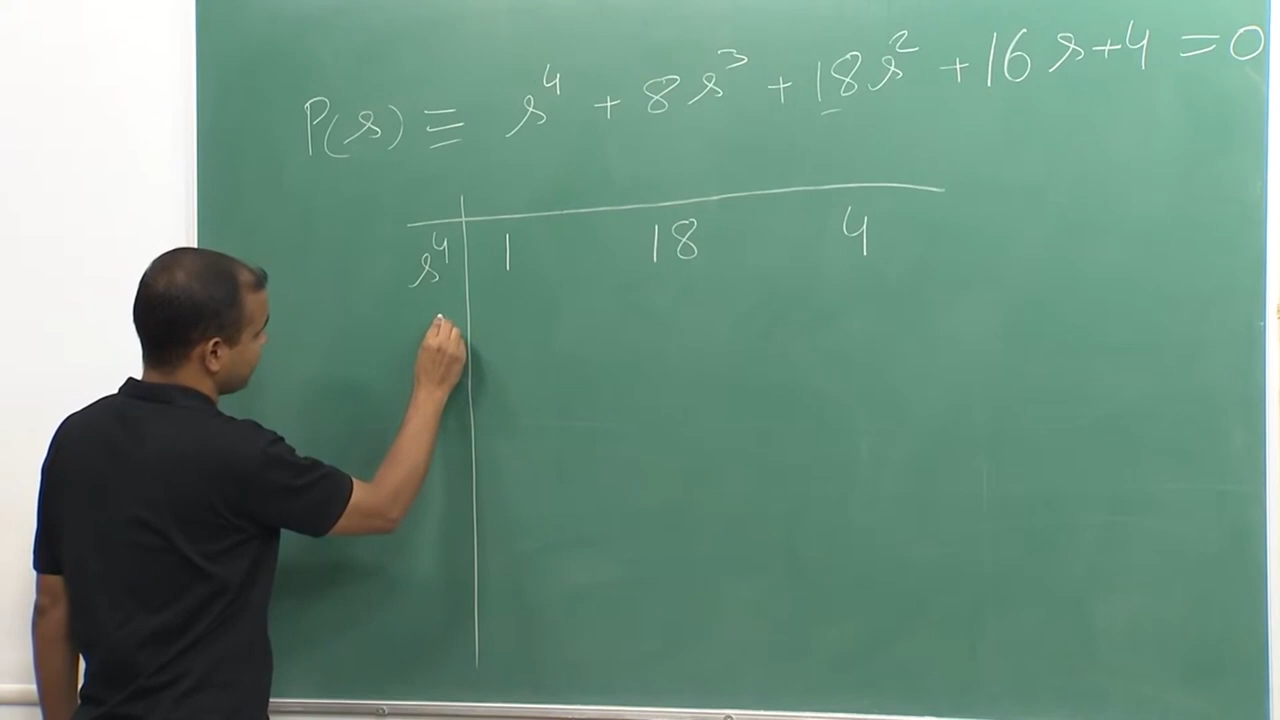 P(s) ≡ s⁴ + 8s³ + 18s² + 16s+4 = 0
s⁴ 1 18 4